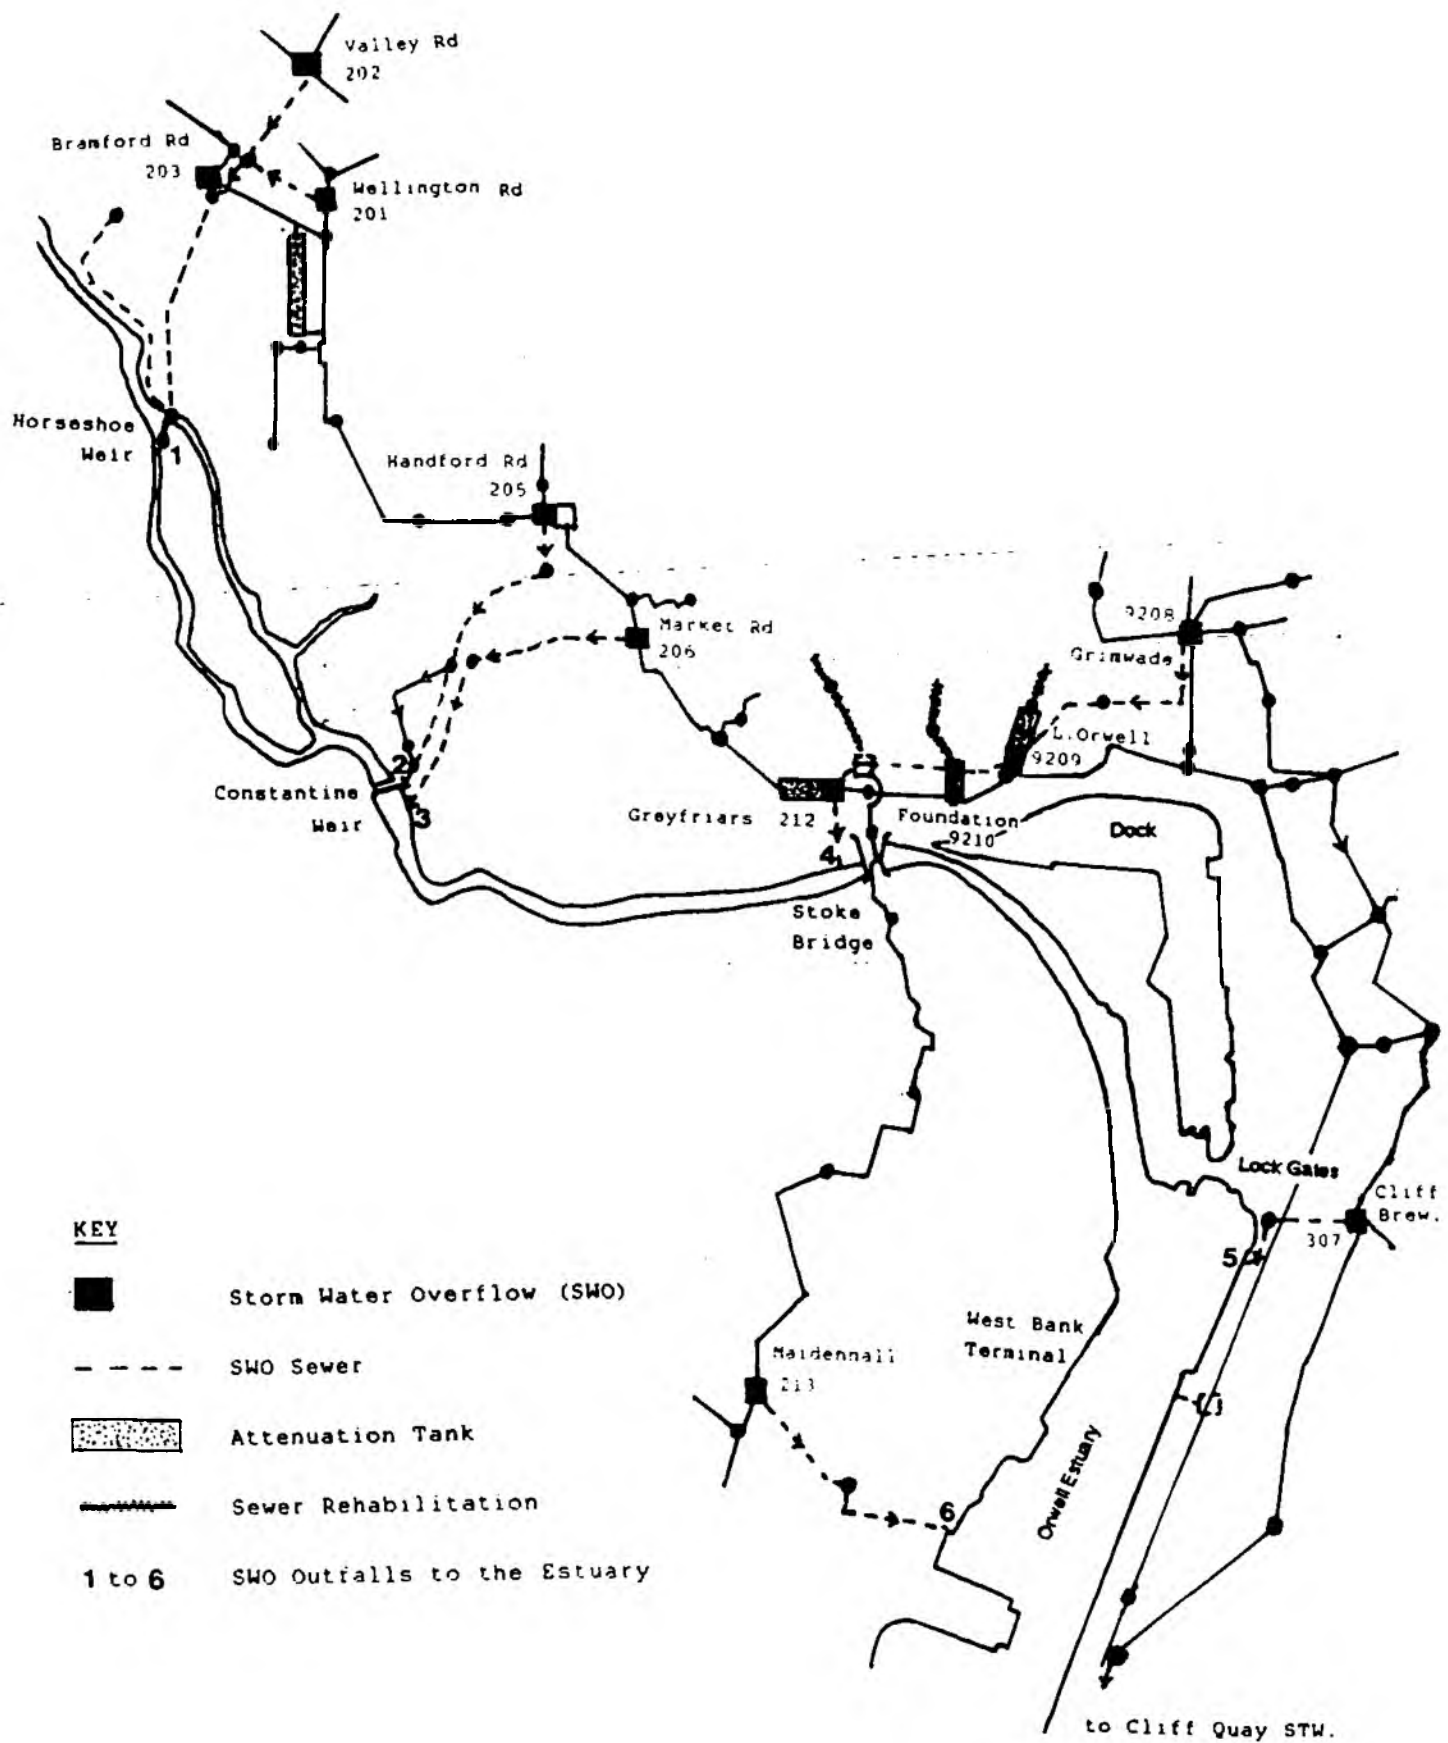 Valley Rd
202
Bramford Rd
203
Wellington Rd
201
Horseshoe
Weir
1
Handford Rd
205
Market Rd
206
9208
Grimwade
L.Orwell
9209
2
Constantine
Weir
3
Greyfriars 212
Foundation
9210
Dock
4
Stoke
Bridge
Lock Gates
Cliff
Brew.
307
5
KEY
Storm Water Overflow (SWO)
SWO Sewer
Attenuation Tank
Sewer Rehabilitation
1 to 6 SWO Outfalls to the Estuary
Maidenhall
213
West Bank
Terminal
Orwell Estuary
6
to Cliff Quay STW.